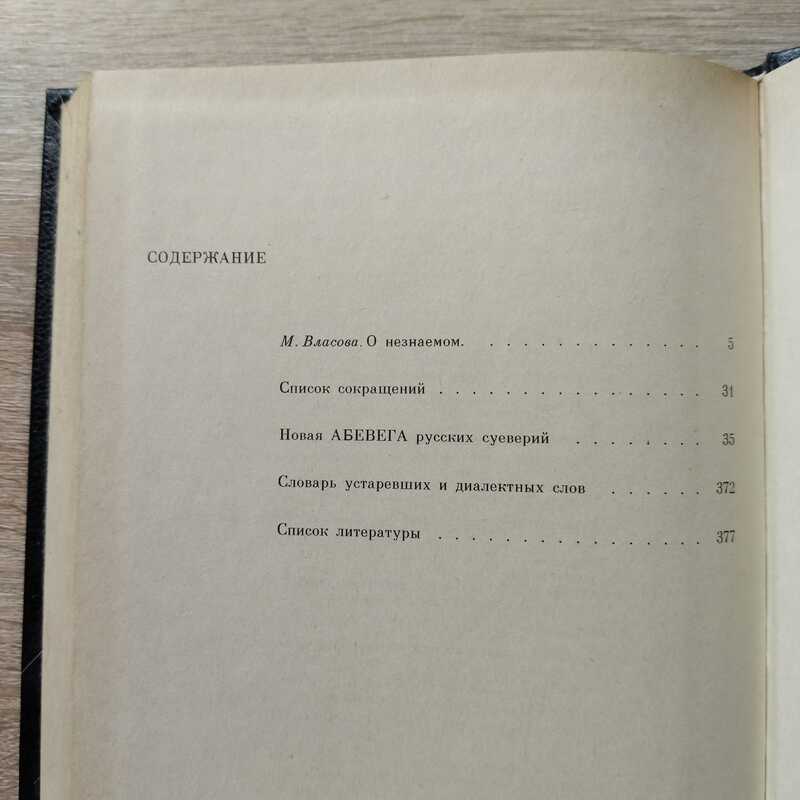 СОДЕРЖАНИЕ
М. Власова. О незнаемом. . . . . . . . . . . . 5
Список сокращений . . . . . . . . . . . . . . 31
Новая АБЕВЕГА русских суеверий . . . . . . . 35
Словарь устаревших и диалектных слов . . . . . 372
Список литературы . . . . . . . . . . . . . . 377